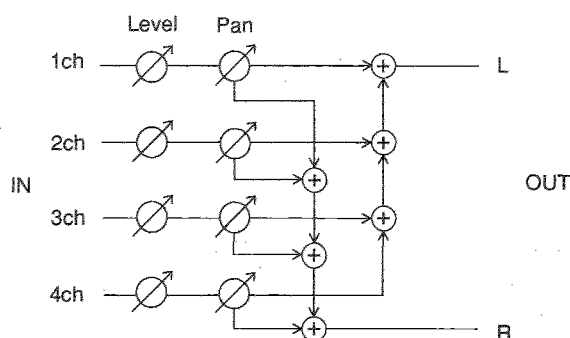 Level Pan
1ch
L
2ch
IN
OUT
3ch
4ch
R